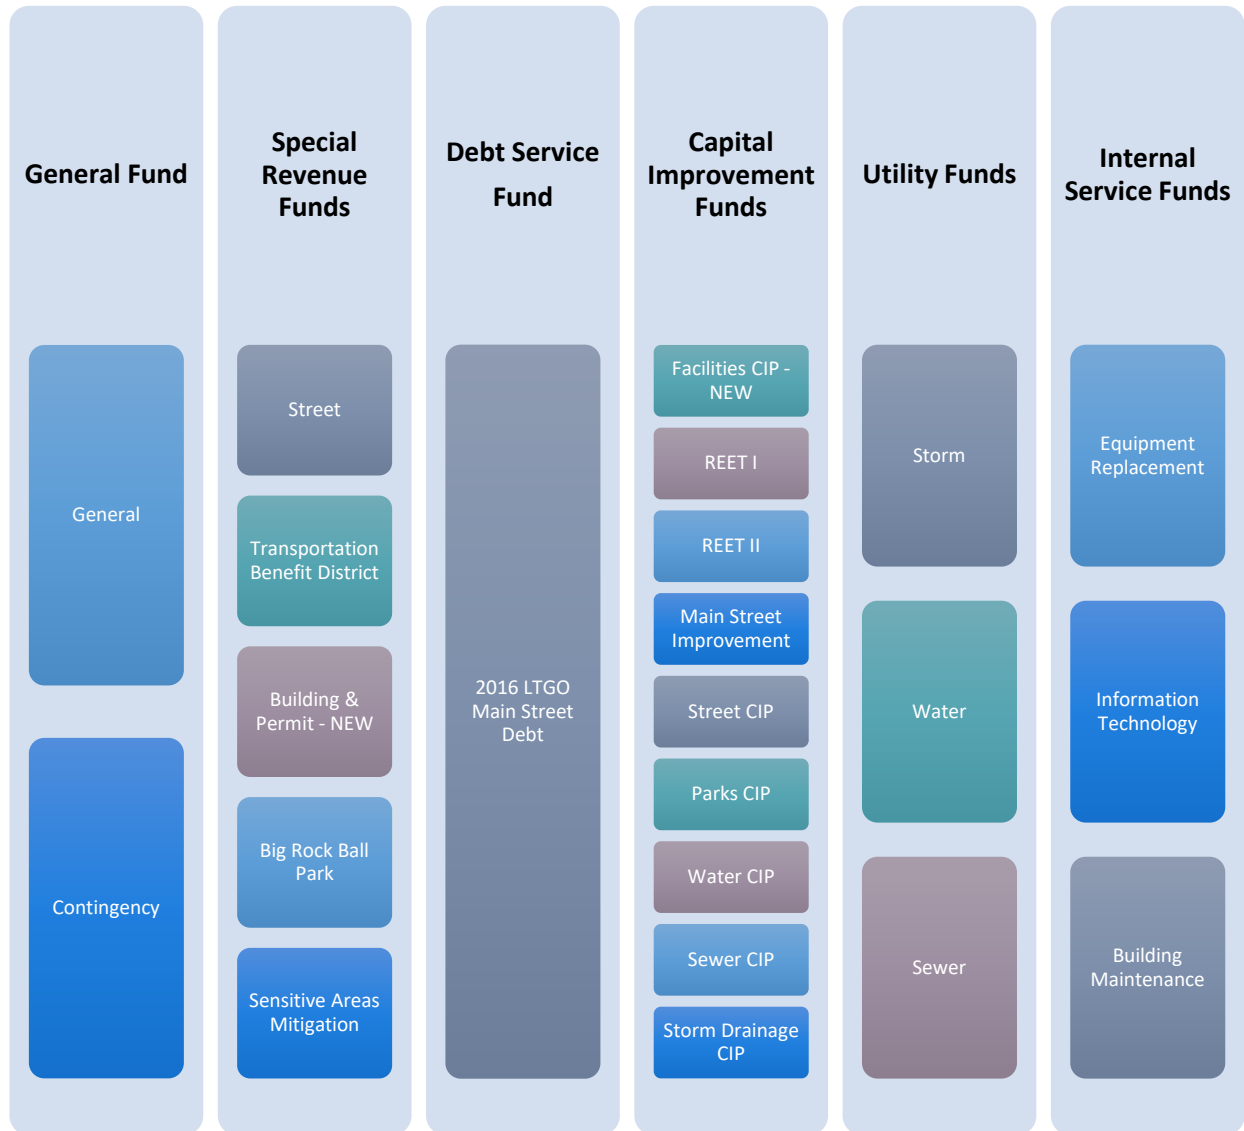 General Fund
General
Contingency
Special
Revenue
Funds
Street
Transportation
Benefit District
Building &
Permit - NEW
Big Rock Ball
Park
Sensitive Areas
Mitigation
Debt Service
Fund
2016 LTGO
Main Street
Debt
Capital
Improvement
Funds
Facilities CIP -
NEW
REET I
REET II
Main Street
Improvement
Street CIP
Parks CIP
Water CIP
Sewer CIP
Storm Drainage
CIP
Utility Funds
Storm
Water
Sewer
Internal
Service Funds
Equipment
Replacement
Information
Technology
Building
Maintenance